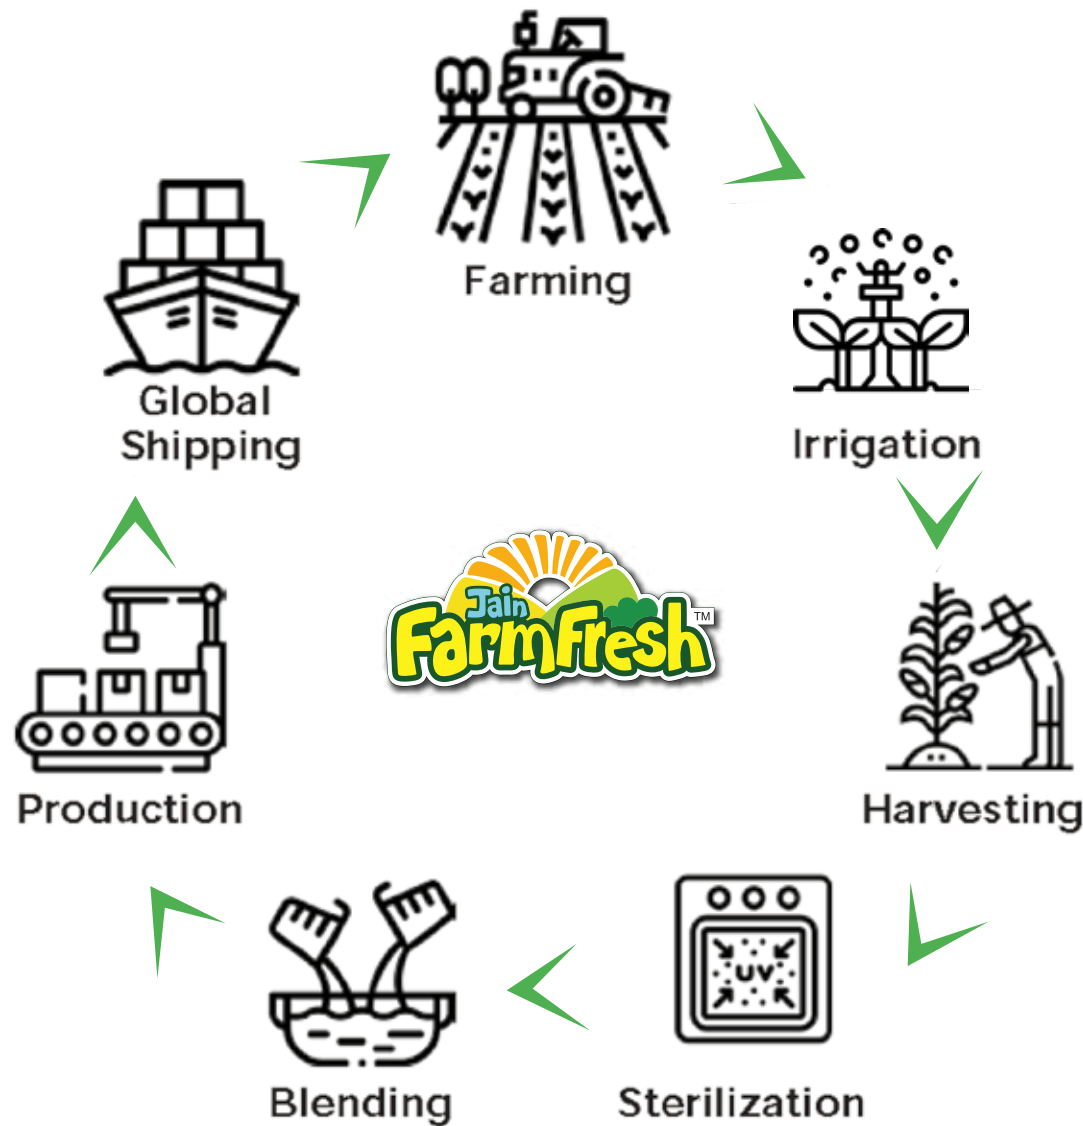 Farming
Irrigation
Harvesting
Sterilization
UV
Blending
Production
Global
Shipping
Jain
FarmFresh
TM